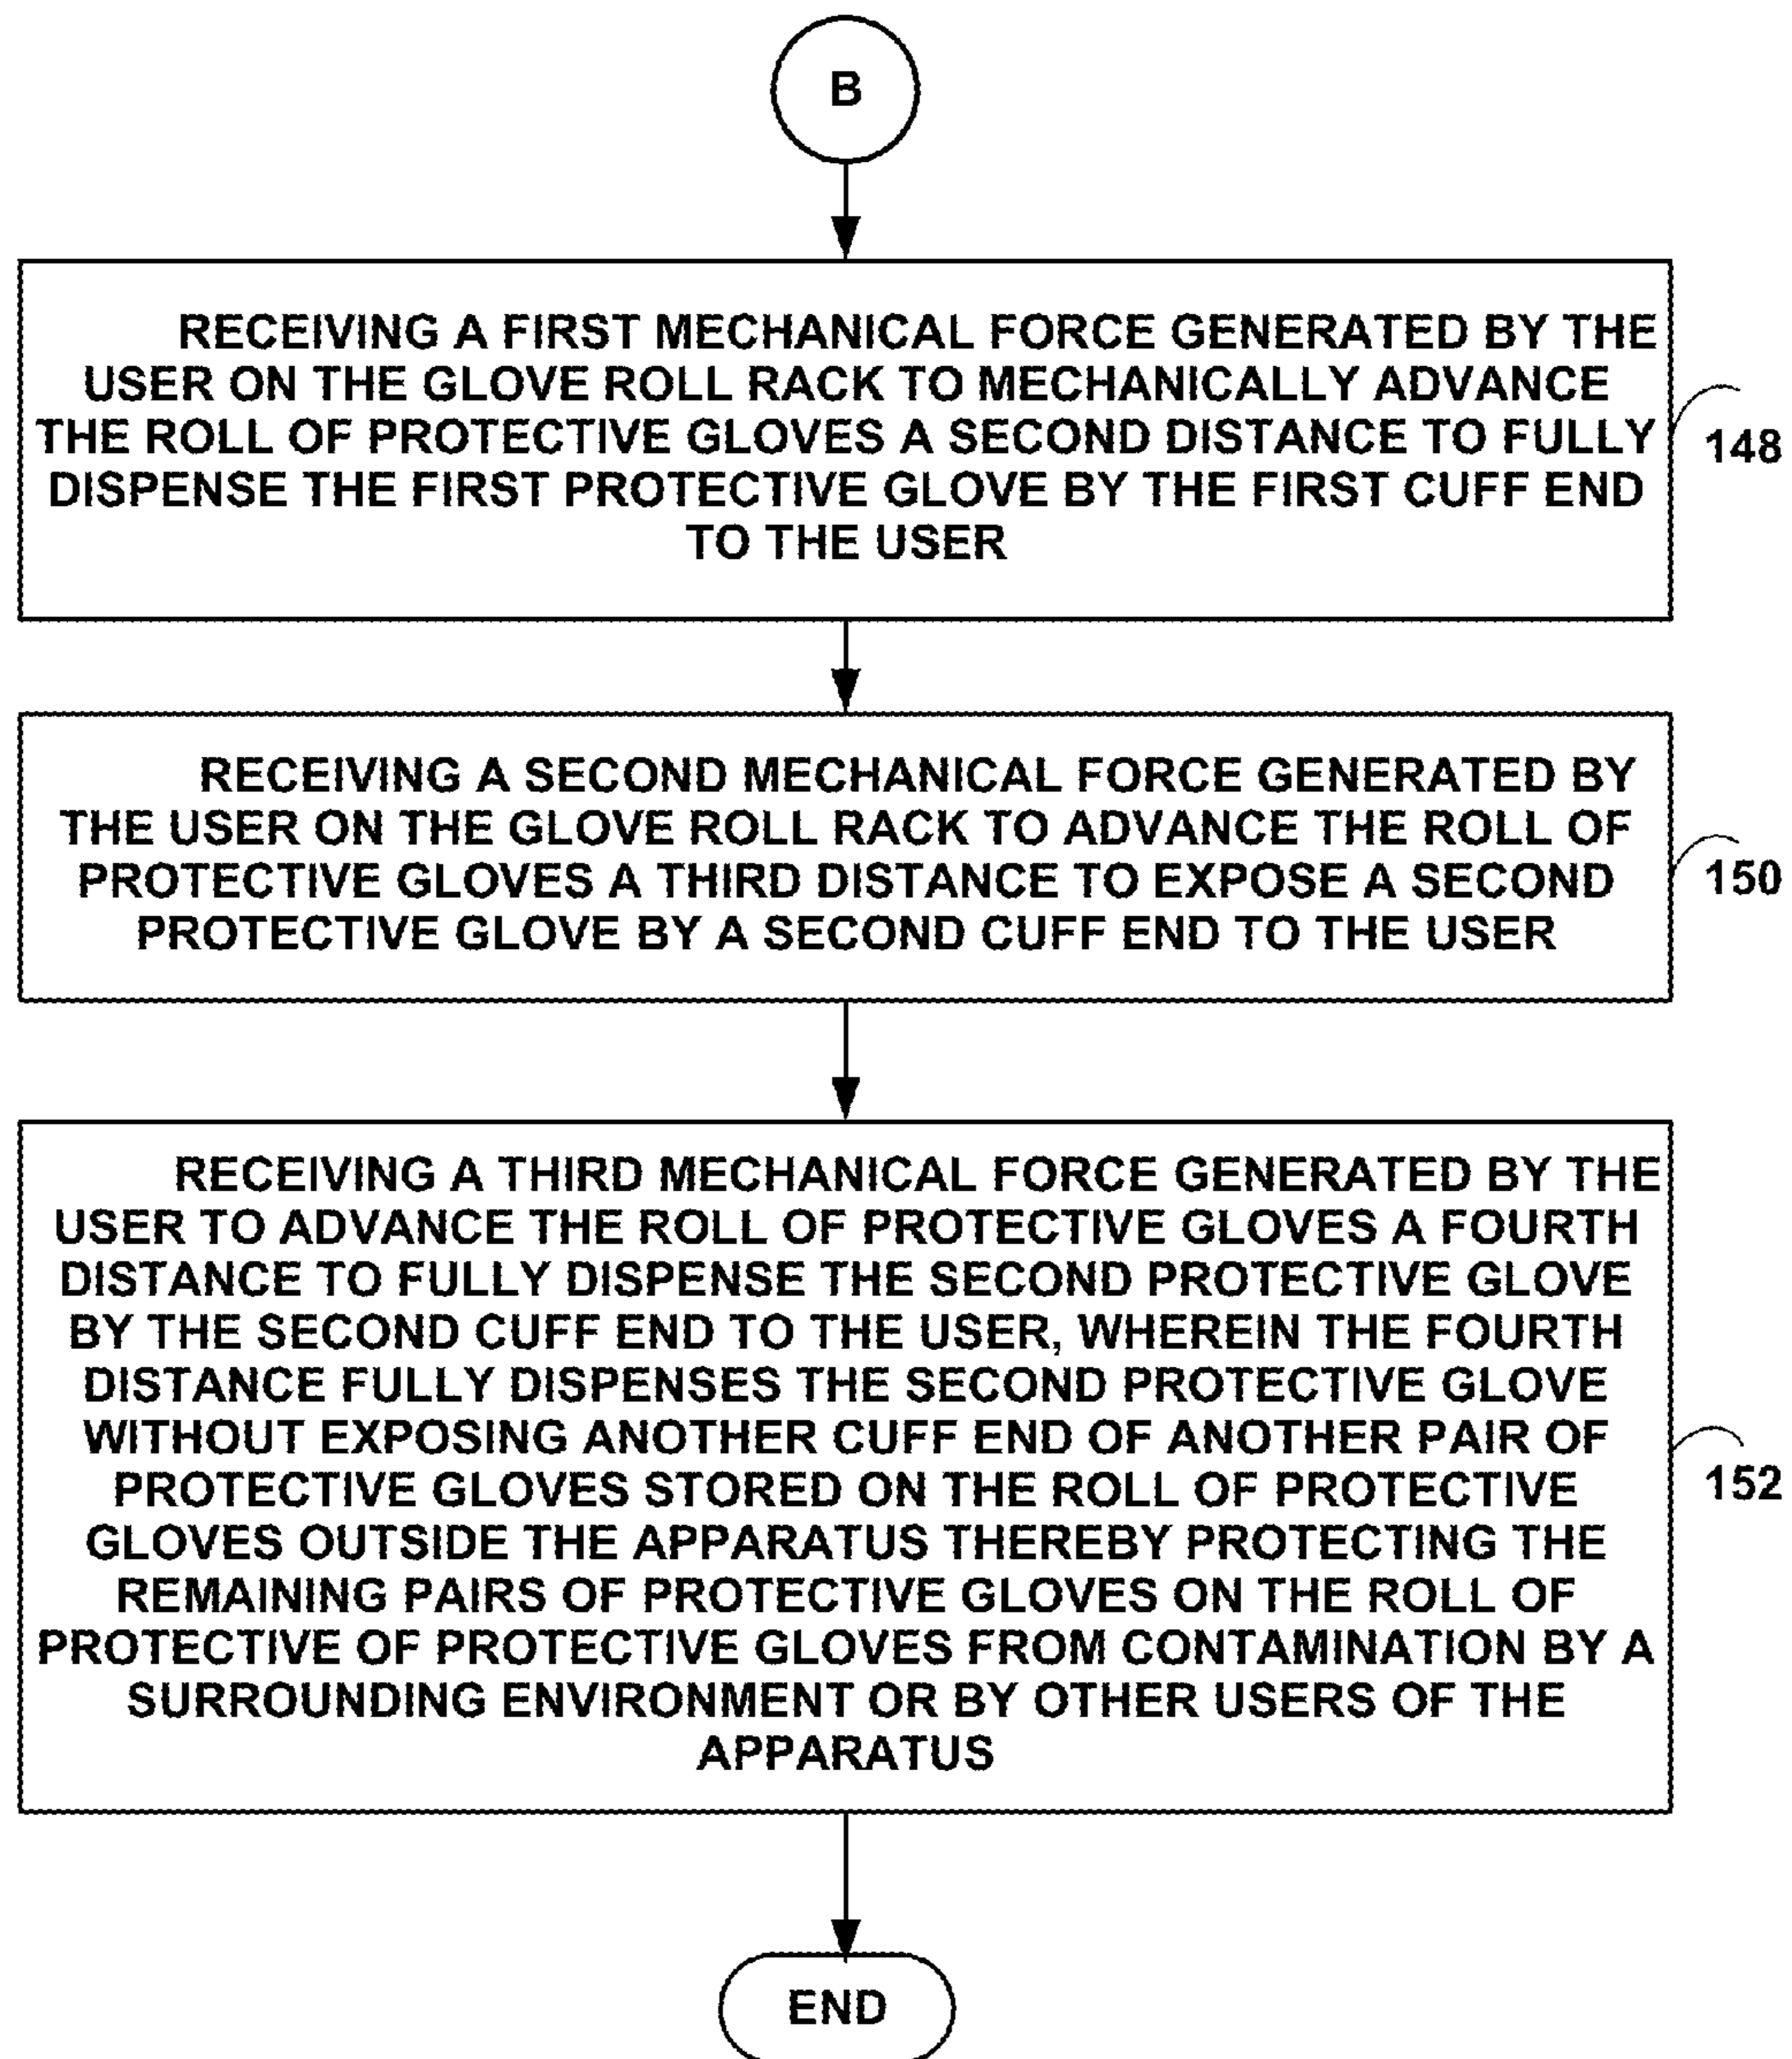 B
RECEIVING A FIRST MECHANICAL FORCE GENERATED BY THE
USER ON THE GLOVE ROLL RACK TO MECHANICALLY ADVANCE
THE ROLL OF PROTECTIVE GLOVES A SECOND DISTANCE TO FULLY
DISPENSE THE FIRST PROTECTIVE GLOVE BY THE FIRST CUFF END
TO THE USER
148
RECEIVING A SECOND MECHANICAL FORCE GENERATED BY
THE USER ON THE GLOVE ROLL RACK TO ADVANCE THE ROLL OF
PROTECTIVE GLOVES A THIRD DISTANCE TO EXPOSE A SECOND
PROTECTIVE GLOVE BY A SECOND CUFF END TO THE USER
150
RECEIVING A THIRD MECHANICAL FORCE GENERATED BY THE
USER TO ADVANCE THE ROLL OF PROTECTIVE GLOVES A FOURTH
DISTANCE TO FULLY DISPENSE THE SECOND PROTECTIVE GLOVE
BY THE SECOND CUFF END TO THE USER, WHEREIN THE FOURTH
DISTANCE FULLY DISPENSES THE SECOND PROTECTIVE GLOVE
WITHOUT EXPOSING ANOTHER CUFF END OF ANOTHER PAIR OF
PROTECTIVE GLOVES STORED ON THE ROLL OF PROTECTIVE
GLOVES OUTSIDE THE APPARATUS THEREBY PROTECTING THE
REMAINING PAIRS OF PROTECTIVE GLOVES ON THE ROLL OF
PROTECTIVE OF PROTECTIVE GLOVES FROM CONTAMINATION BY A
SURROUNDING ENVIRONMENT OR BY OTHER USERS OF THE
APPARATUS
152
END